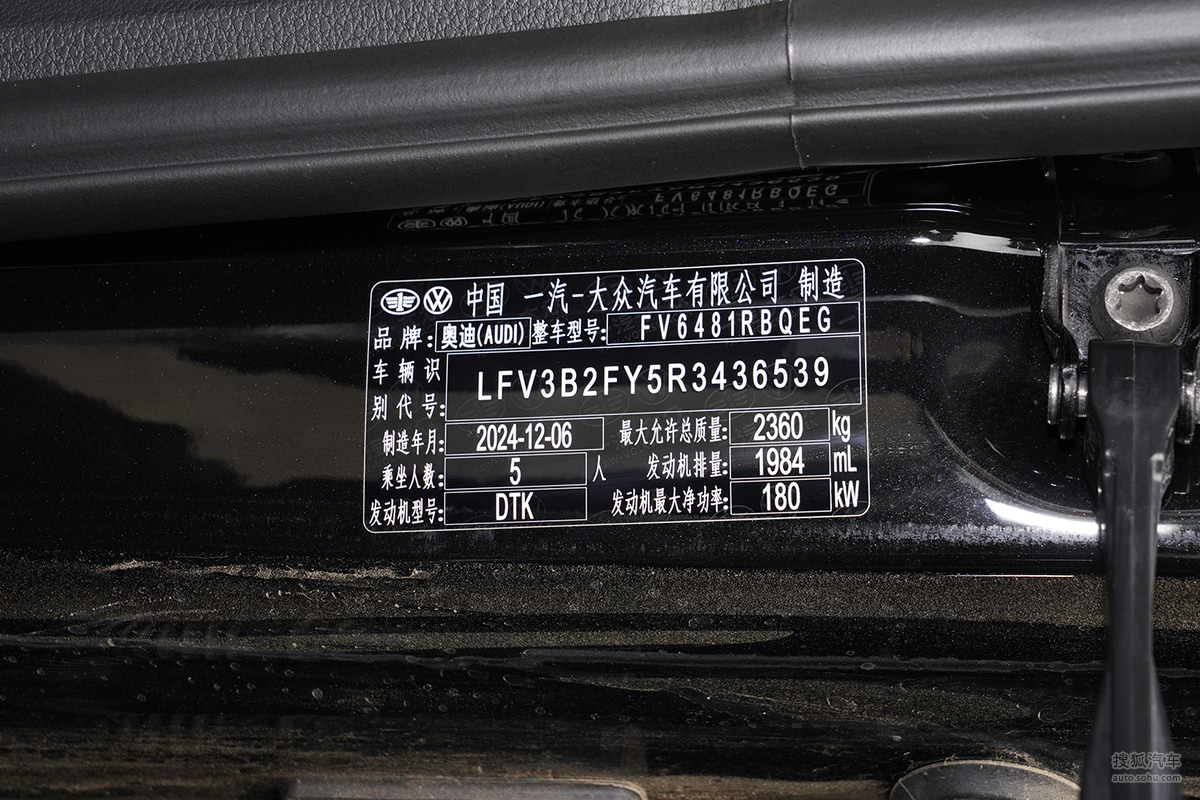 中国 一汽-大众汽车有限公司 制造
品牌: 奥迪(AUDI) 整车型号: FV6481RBQEG
车辆识别代号: LFV3B2FY5R3436539
制造年月: 2024-12-06 最大允许总质量: 2360 kg
乘坐人数: 5 人 发动机排量: 1984 mL
发动机型号: DTK 发动机最大净功率: 180 kW
搜狐汽车
auto.sohu.com